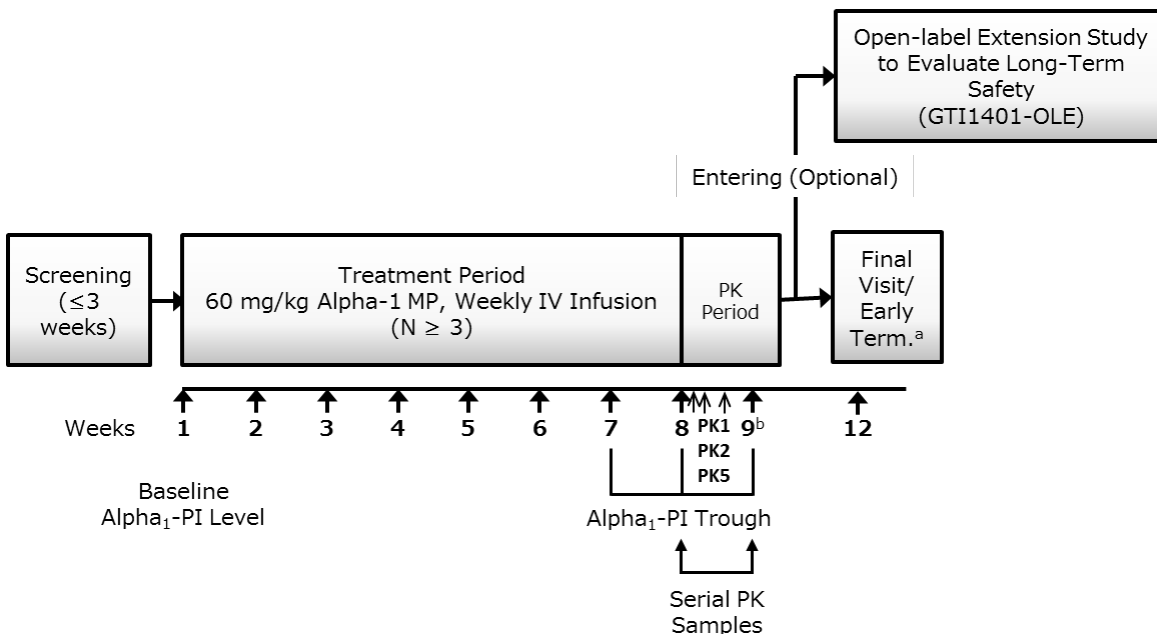 Open-label Extension Study
to Evaluate Long-Term
Safety
(GTI1401-OLE)
Entering (Optional)
Screening
(≤3
weeks)
Treatment Period
60 mg/kg Alpha-1 MP, Weekly IV Infusion
(N ≥ 3)
PK
Period
Final
Visit/
Early
Term.ᵃ
Weeks 1 2 3 4 5 6 7 8 PK1 9ᵇ 12
PK2
PK5
Baseline
Alpha₁-PI Level
Alpha₁-PI Trough
Serial PK
Samples